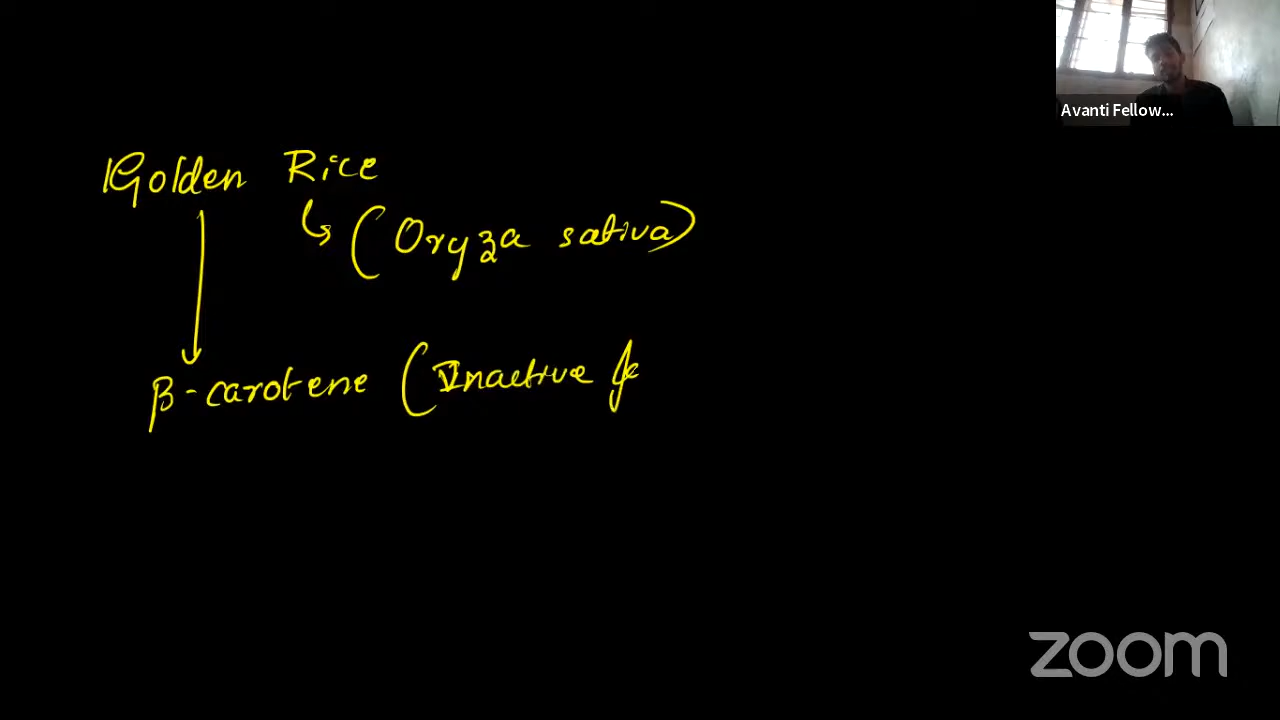 Golden Rice
(Oryza sativa)
β-carotene (Inactive
Avanti Fellow...
zoom